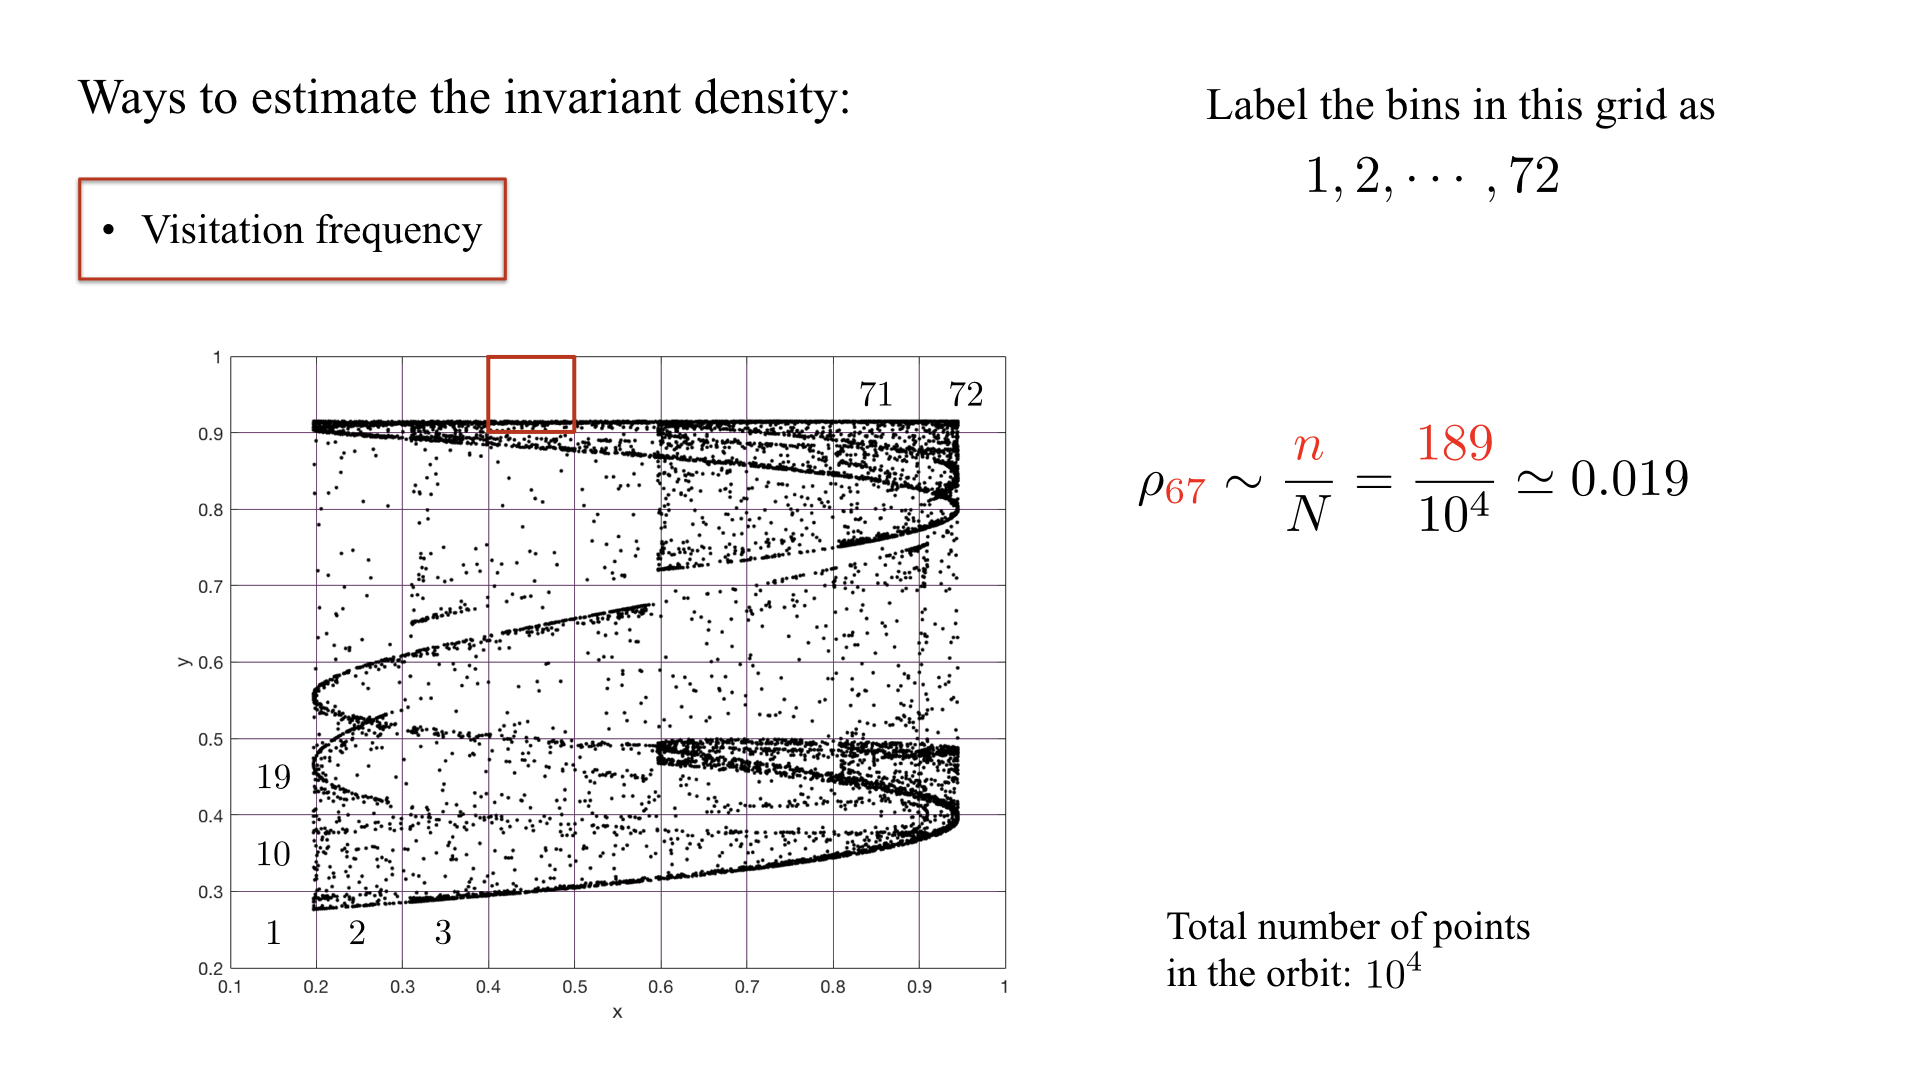 Ways to estimate the invariant density:
• Visitation frequency
Label the bins in this grid as
1, 2, · · · , 72
1
0.9
0.8
0.7
0.6
0.5
0.4
0.3
0.2
y
71 72
19
10
1 2 3
0.1 0.2 0.3 0.4 0.5 0.6 0.7 0.8 0.9 1
x
ρ₆₇ ∼ n/N = 189/10⁴ ≃ 0.019
Total number of points
in the orbit: 10⁴